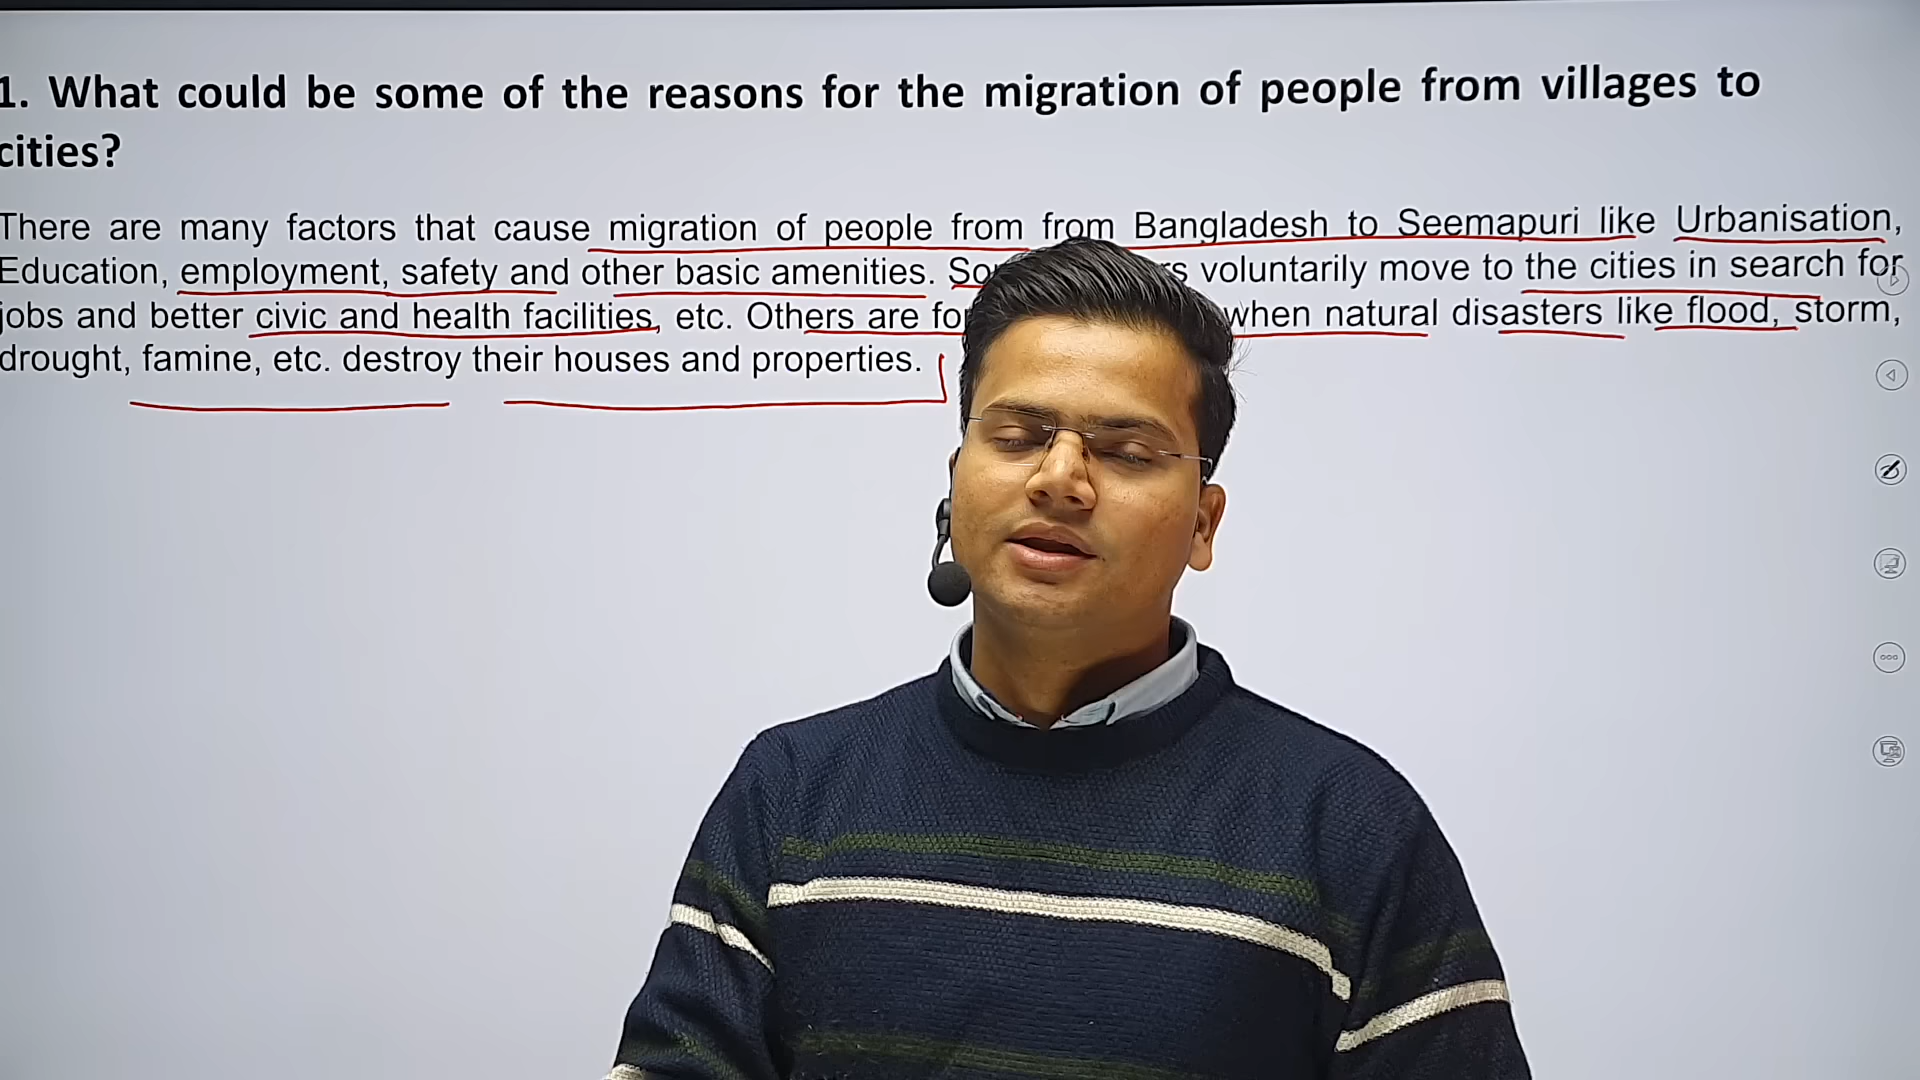 1. What could be some of the reasons for the migration of people from villages to
cities?
There are many factors that cause migration of people from from Bangladesh to Seemapuri like Urbanisation,
Education, employment, safety and other basic amenities. voluntarily move to the cities in search for
jobs and better civic and health facilities, etc. Others are when natural disasters like flood, storm,
drought, famine, etc. destroy their houses and properties.